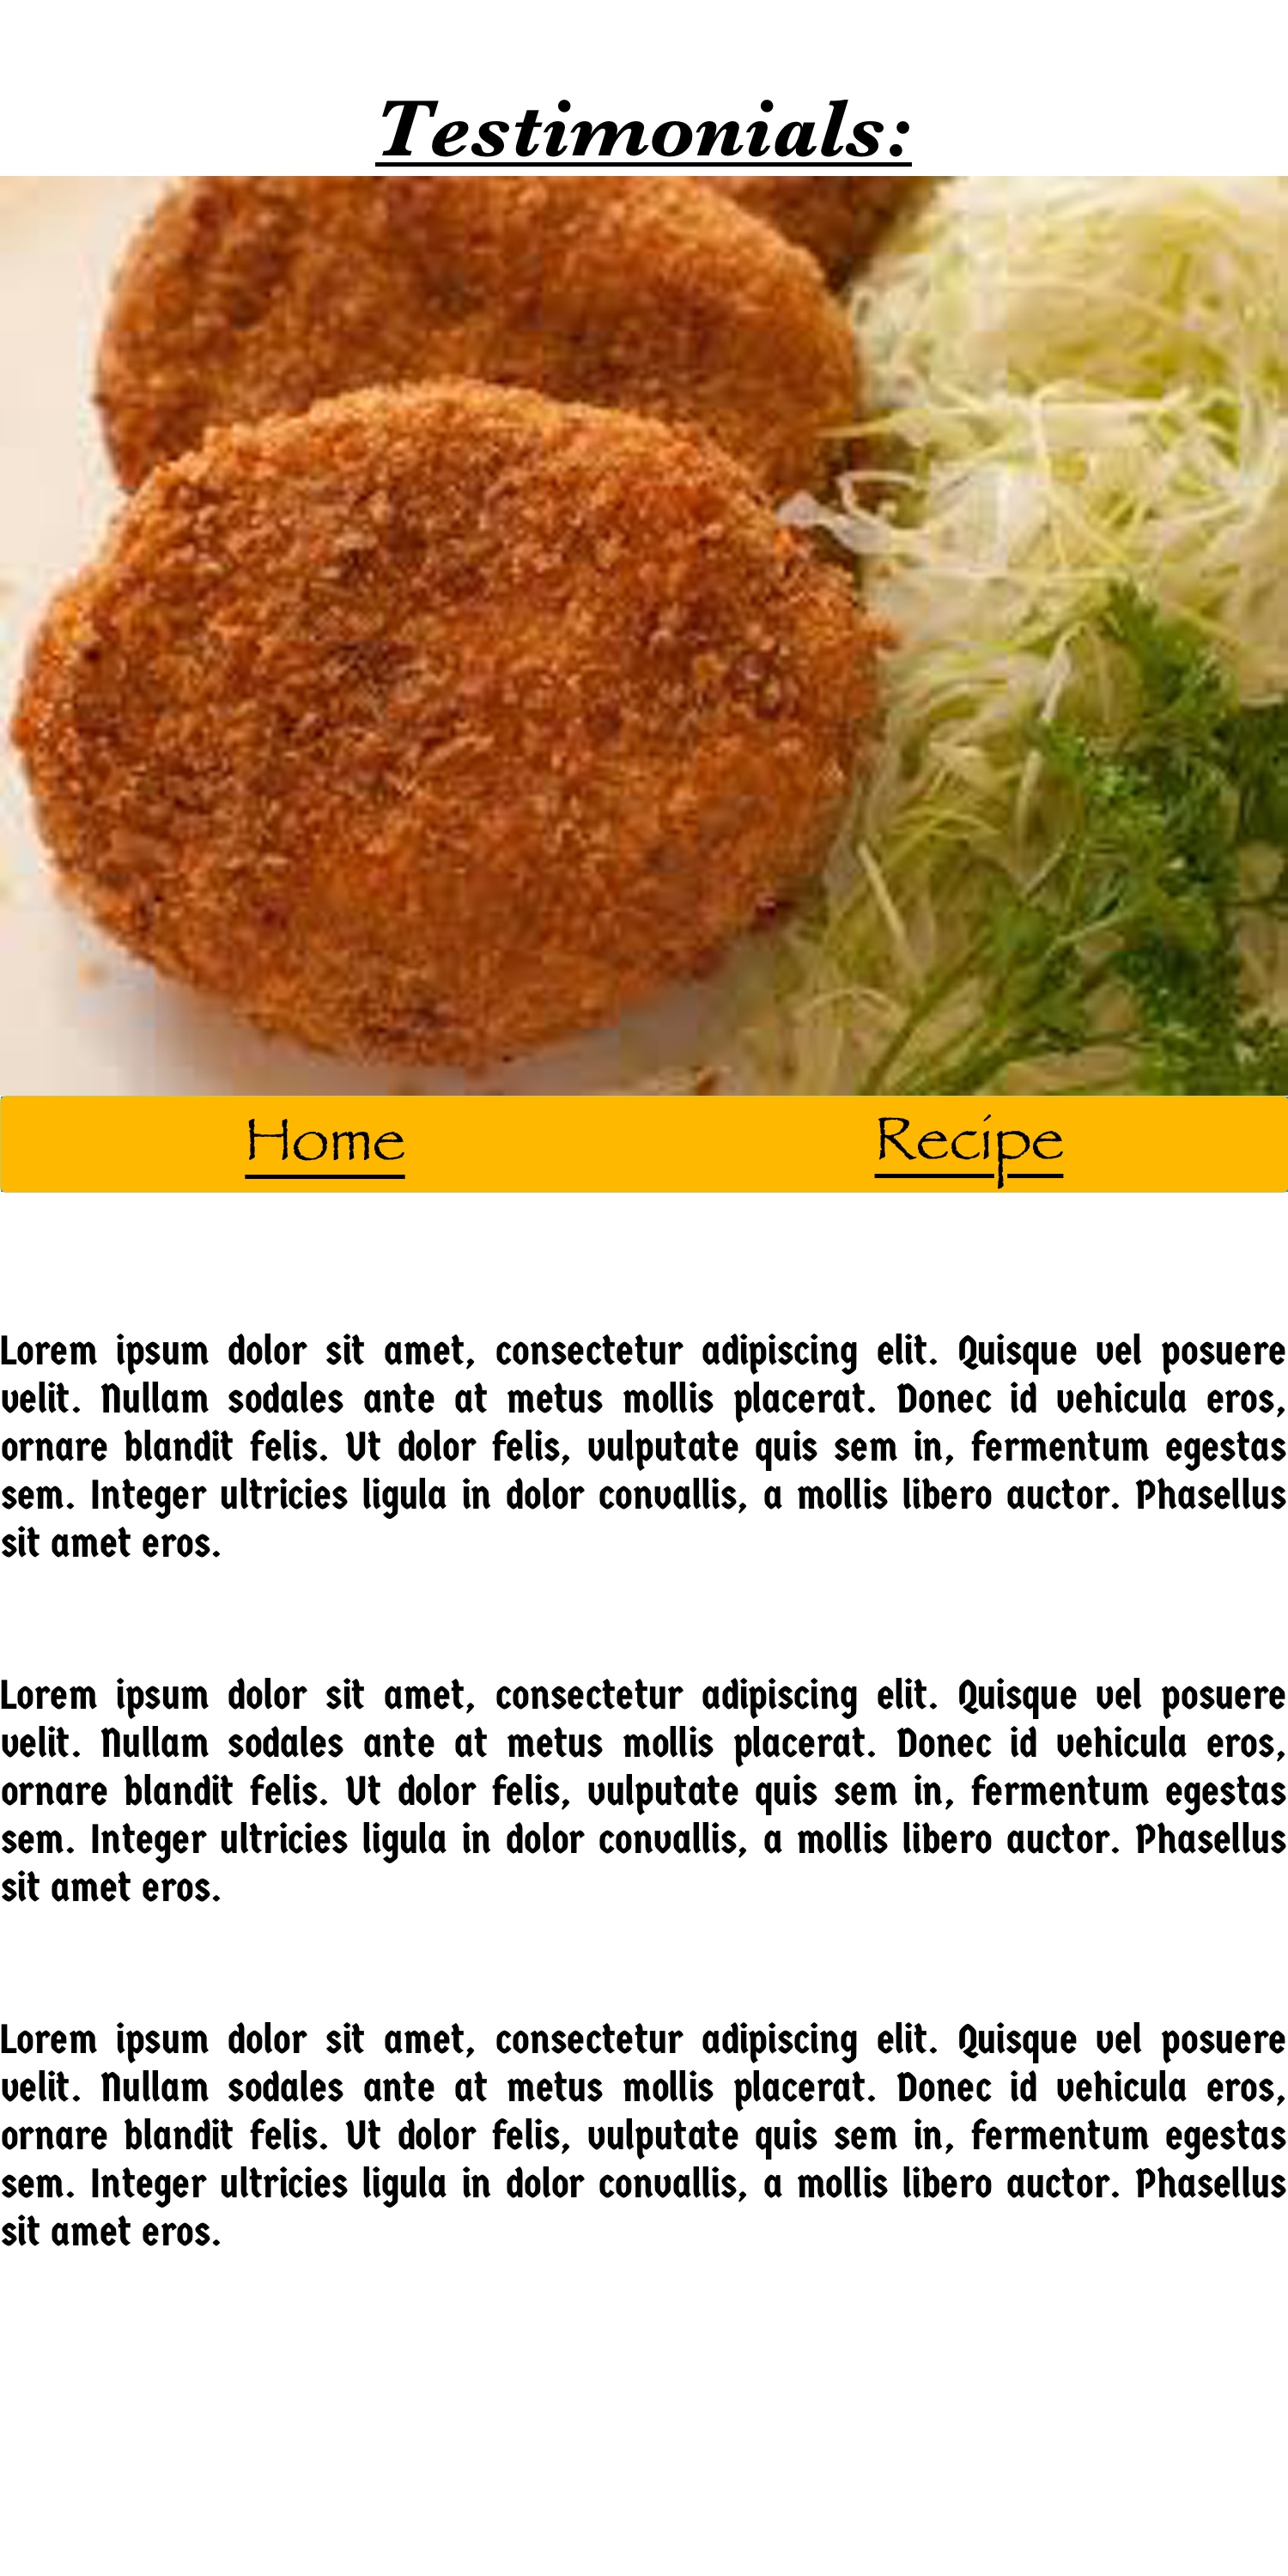 Testimonials:
Home
Recipe
Lorem ipsum dolor sit amet, consectetur adipiscing elit. Quisque vel posuere
velit. Nullam sodales ante at metus mollis placerat. Donec id vehicula eros,
ornare blandit felis. Ut dolor felis, vulputate quis sem in, fermentum egestas
sem. Integer ultricies ligula in dolor convallis, a mollis libero auctor. Phasellus
sit amet eros.
Lorem ipsum dolor sit amet, consectetur adipiscing elit. Quisque vel posuere
velit. Nullam sodales ante at metus mollis placerat. Donec id vehicula eros,
ornare blandit felis. Ut dolor felis, vulputate quis sem in, fermentum egestas
sem. Integer ultricies ligula in dolor convallis, a mollis libero auctor. Phasellus
sit amet eros.
Lorem ipsum dolor sit amet, consectetur adipiscing elit. Quisque vel posuere
velit. Nullam sodales ante at metus mollis placerat. Donec id vehicula eros,
ornare blandit felis. Ut dolor felis, vulputate quis sem in, fermentum egestas
sem. Integer ultricies ligula in dolor convallis, a mollis libero auctor. Phasellus
sit amet eros.